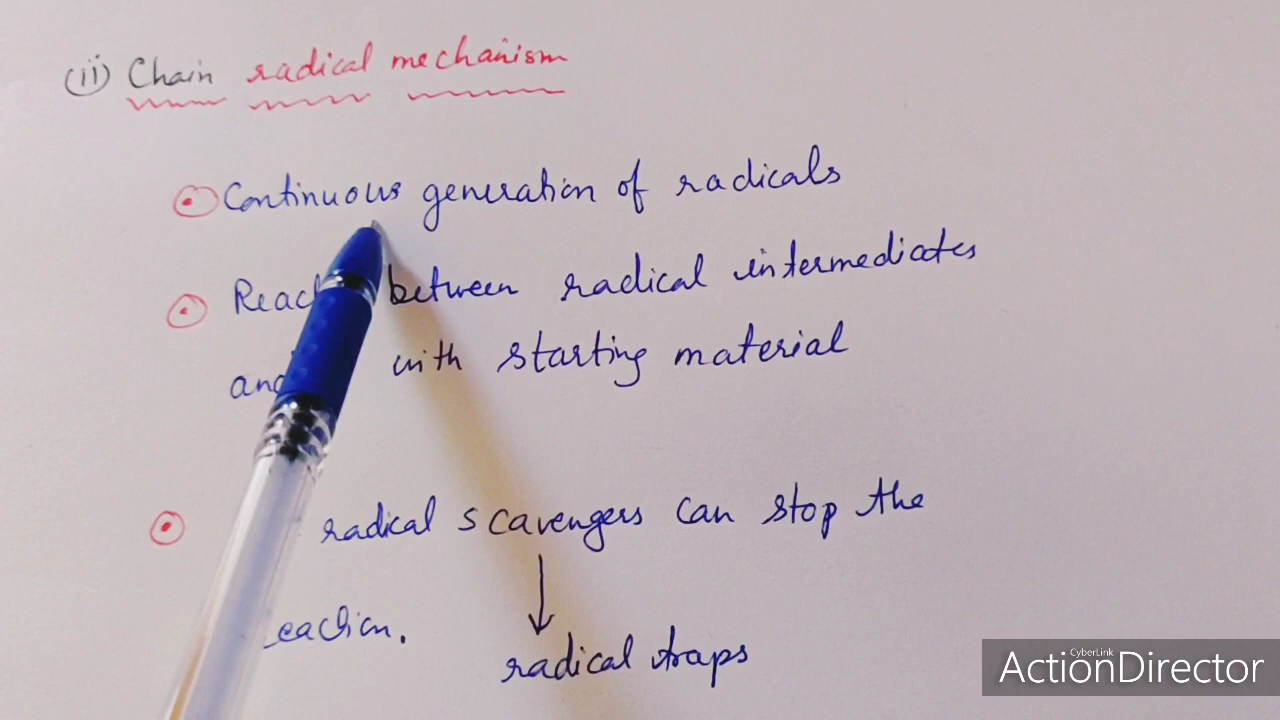 (ii) Chain radical mechanism
Continuous generation of radicals
between radical intermediates
with starting material
radical scavengers can stop the
radical traps
CyberLink
ActionDirector